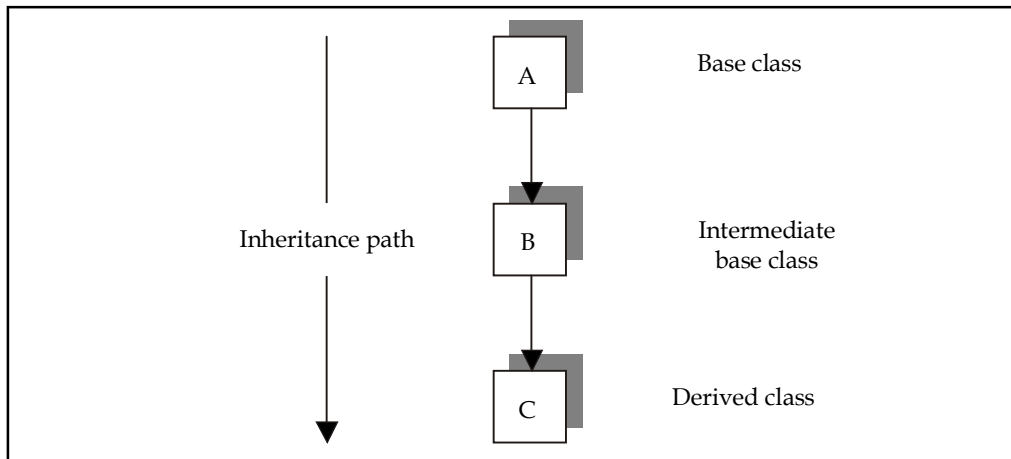 A
Base class
Inheritance path
B
Intermediate
base class
C
Derived class